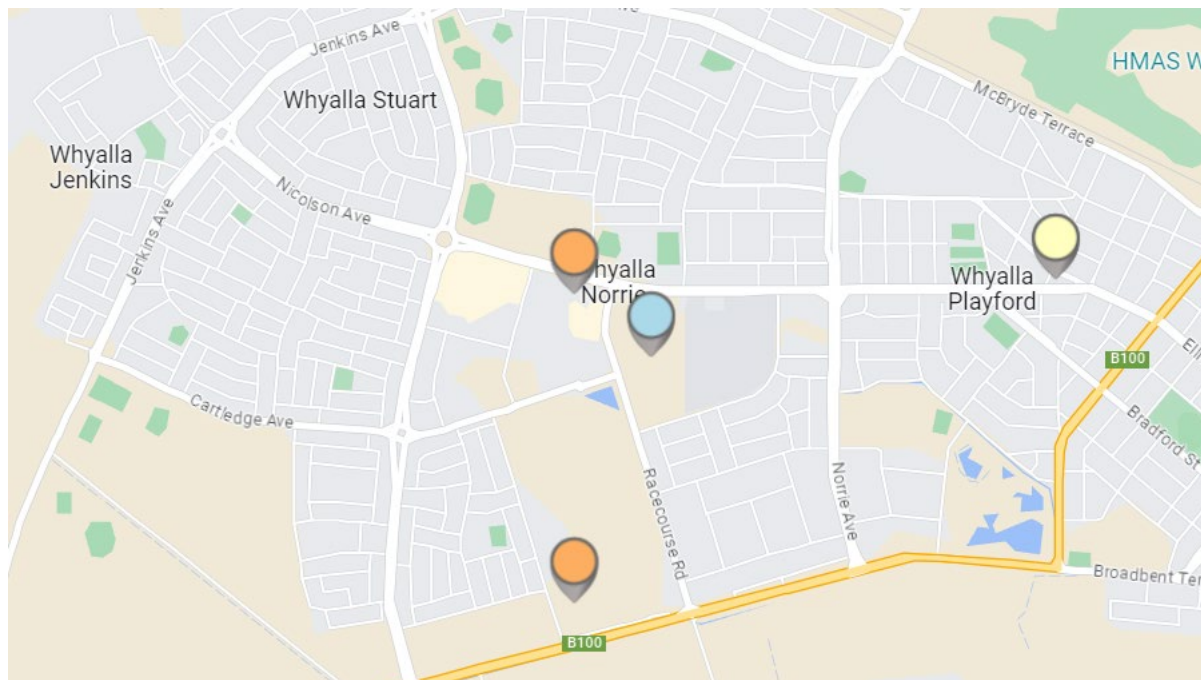 Jenkins Ave
HMAS W
Whyalla Stuart
McBryde Terrace
Whyalla
Jenkins
Nicolson Ave
Jenkins Ave
hyalla
Norrie
Whyalla
Playford
B100
Ell
Cartledge Ave
Bradford St
Racecourse Rd
Norrie Ave
Broadbent Ter
B100